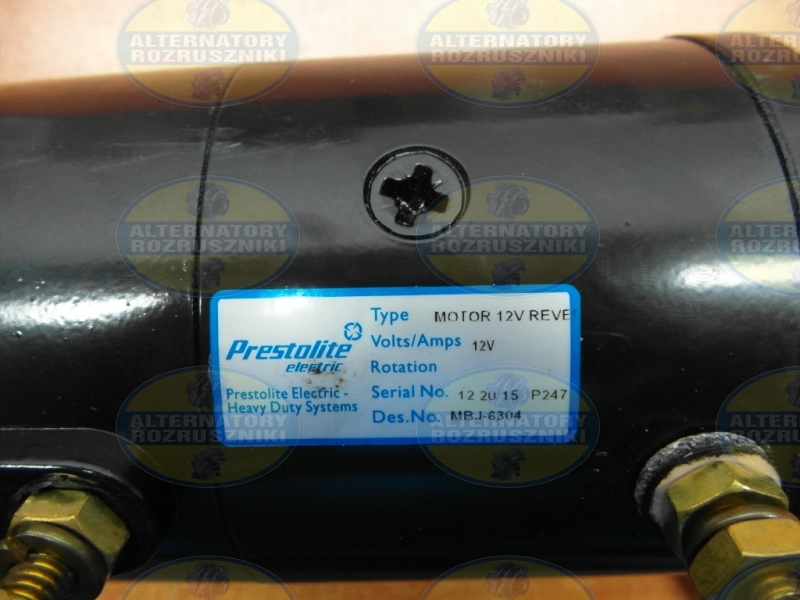 ALTERNATORY
ROZRUSZNIKI
Prestolite
electric
Prestolite Electric -
Heavy Duty Systems
Type MOTOR 12V REVE
Volts/Amps 12V
Rotation
Serial No. 12 20 15 P247
Des.No. MBJ-6304